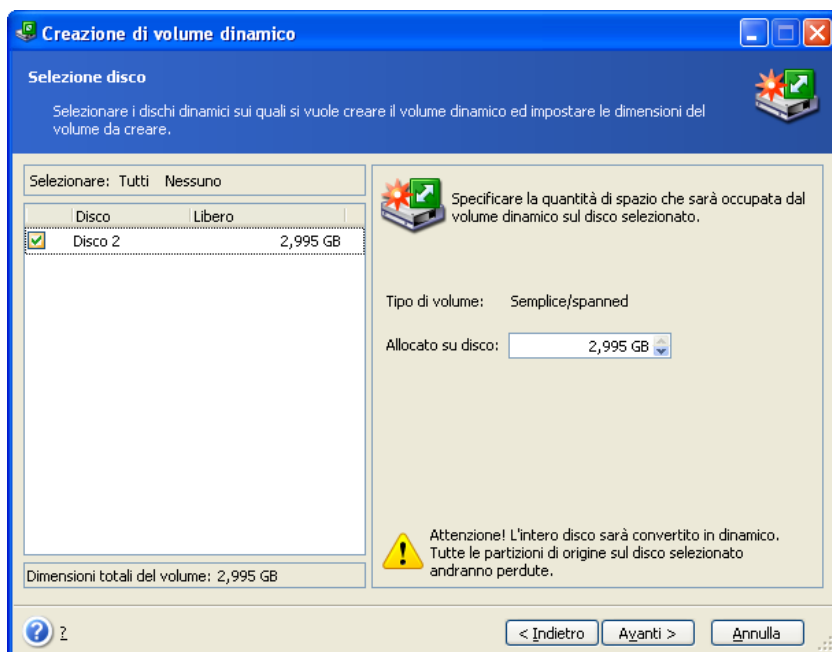 Creazione di volume dinamico
Selezione disco
Selezionare i dischi dinamici sui quali si vuole creare il volume dinamico ed impostare le dimensioni del
volume da creare.
Selezionare: Tutti Nessuno
Disco Libero
Disco 2 2,995 GB
Dimensioni totali del volume: 2,995 GB
Specificare la quantità di spazio che sarà occupata dal
volume dinamico sul disco selezionato.
Tipo di volume: Semplice/spanned
Allocato su disco: 2,995 GB
Attenzione! L'intero disco sarà convertito in dinamico.
Tutte le partizioni di origine sul disco selezionato
andranno perdute.
? ?
< Indietro Avanti > Annulla